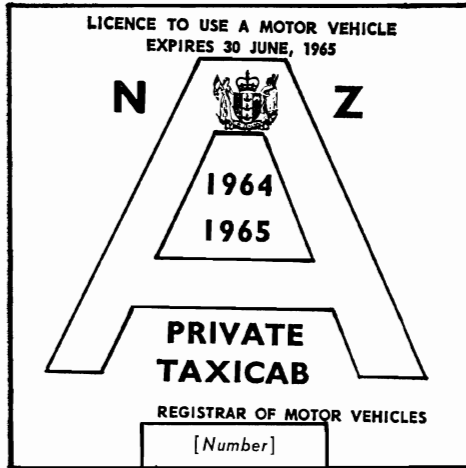 LICENCE TO USE A MOTOR VEHICLE
EXPIRES 30 JUNE, 1965
N Z
1964
1965
PRIVATE
TAXICAB
REGISTRAR OF MOTOR VEHICLES
[Number]